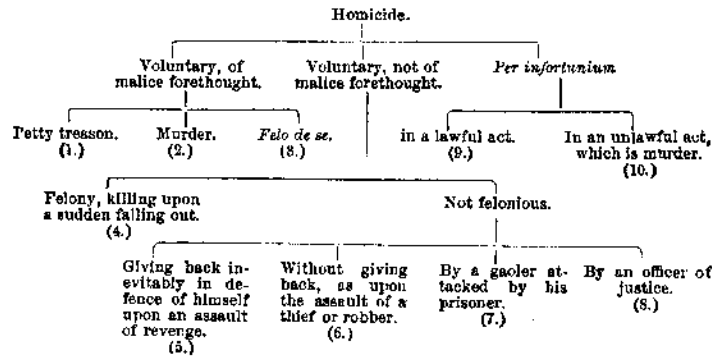 Homicide.
Voluntary, of
malice forethought.
Voluntary, not of
malice forethought.
Per infortunium
Petty treason.
(1.)
Murder.
(2.)
Felo de se.
(3.)
in a lawful act.
(9.)
In an unlawful act,
which is murder.
(10.)
Felony, killing upon
a sudden falling out.
(4.)
Not felonious.
Giving back in-
evitably in de-
fence of himself
upon an assault
of revenge.
(5.)
Without giving
back, as upon
the assault of a
thief or robber.
(6.)
By a gaoler at-
tacked by his
prisoner.
(7.)
By an officer of
justice.
(8.)